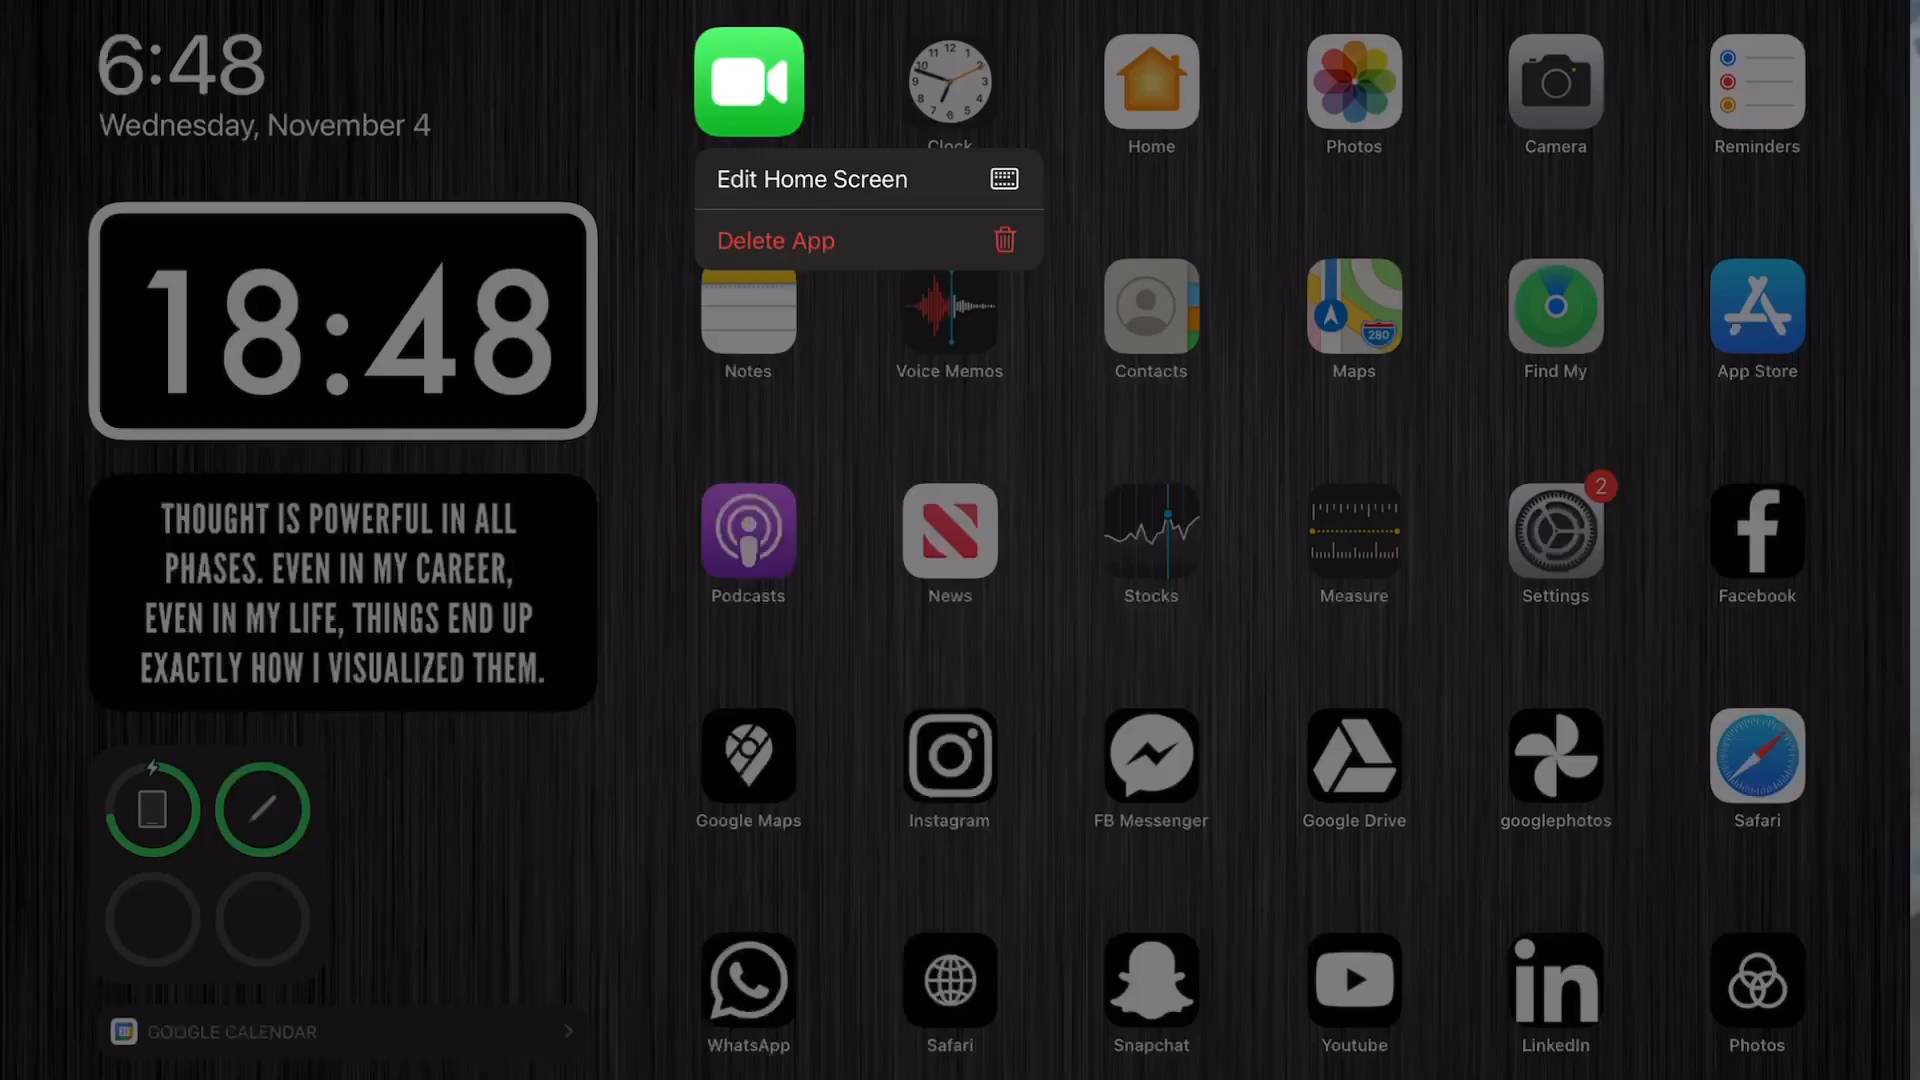 6:48
Wednesday, November 4
18:48
THOUGHT IS POWERFUL IN ALL
PHASES. EVEN IN MY CAREER,
EVEN IN MY LIFE, THINGS END UP
EXACTLY HOW I VISUALIZED THEM.
GOOGLE CALENDAR
Clock
Home
Photos
Camera
Reminders
Edit Home Screen
Delete App
Notes
Voice Memos
Contacts
Maps
280
Find My
App Store
Podcasts
News
Stocks
Measure
2
Settings
Facebook
Google Maps
Instagram
FB Messenger
Google Drive
googlephotos
Safari
WhatsApp
Safari
Snapchat
Youtube
in
LinkedIn
Photos